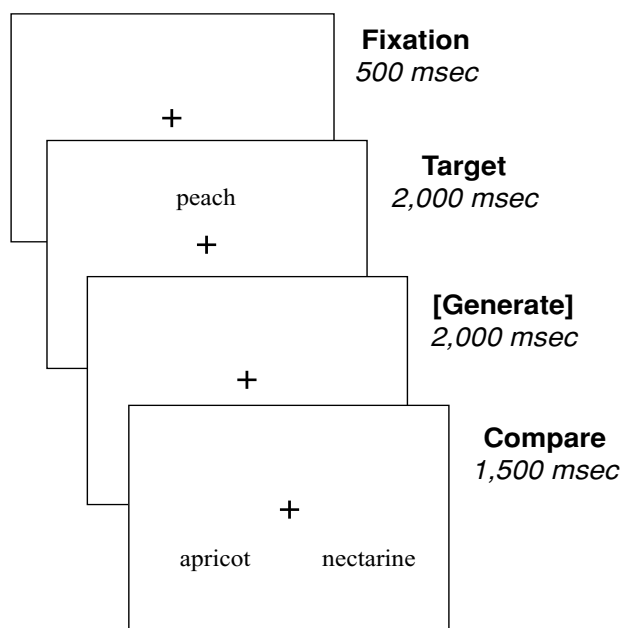 Fixation
500 msec
+
Target
2,000 msec
peach
+
[Generate]
2,000 msec
+
Compare
1,500 msec
+
apricot nectarine